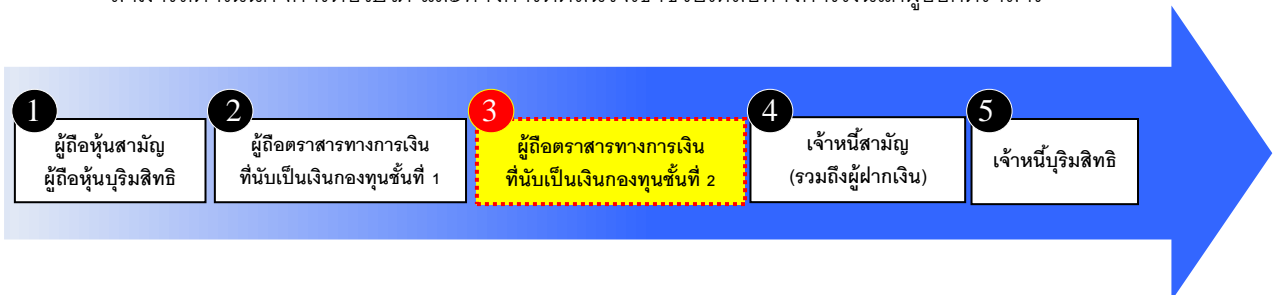 1
ผู้ถือหุ้นสามัญ
ผู้ถือหุ้นบุริมสิทธิ
2
ผู้ถือตราสารทางการเงิน
ที่นับเป็นเงินกองทุนชั้นที่ 1
3
ผู้ถือตราสารทางการเงิน
ที่นับเป็นเงินกองทุนชั้นที่ 2
4
เจ้าหนี้สามัญ
(รวมถึงผู้ฝากเงิน)
5
เจ้าหนี้บุริมสิทธิ